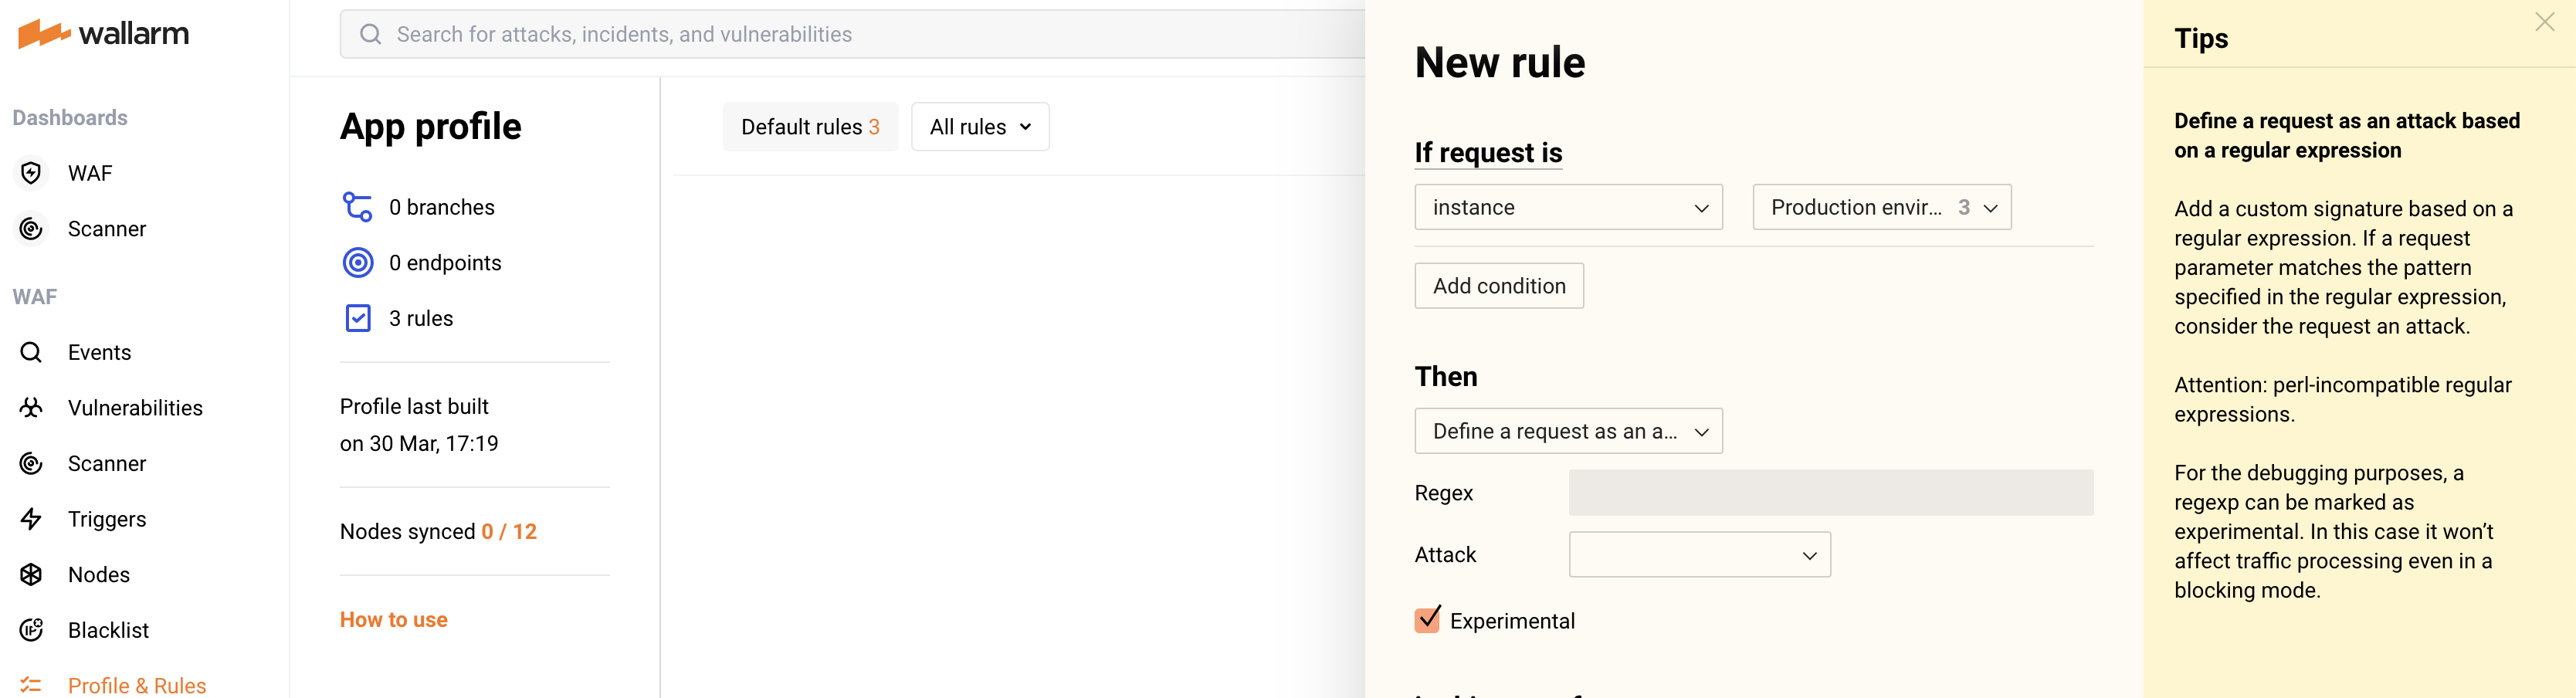 wallarm
Dashboards
WAF
Scanner
WAF
Events
Vulnerabilities
Scanner
Triggers
Nodes
Blacklist
Profile & Rules
Search for attacks, incidents, and vulnerabilities
App profile
0 branches
0 endpoints
3 rules
Profile last built
on 30 Mar, 17:19
Nodes synced 0 / 12
How to use
Default rules 3
All rules
New rule
If request is
instance
Production envir... 3
Add condition
Then
Define a request as an a...
Regex
Attack
Experimental
Tips
Define a request as an attack based
on a regular expression
Add a custom signature based on a
regular expression. If a request
parameter matches the pattern
specified in the regular expression,
consider the request an attack.
Attention: perl-incompatible regular
expressions.
For the debugging purposes, a
regexp can be marked as
experimental. In this case it won’t
affect traffic processing even in a
blocking mode.